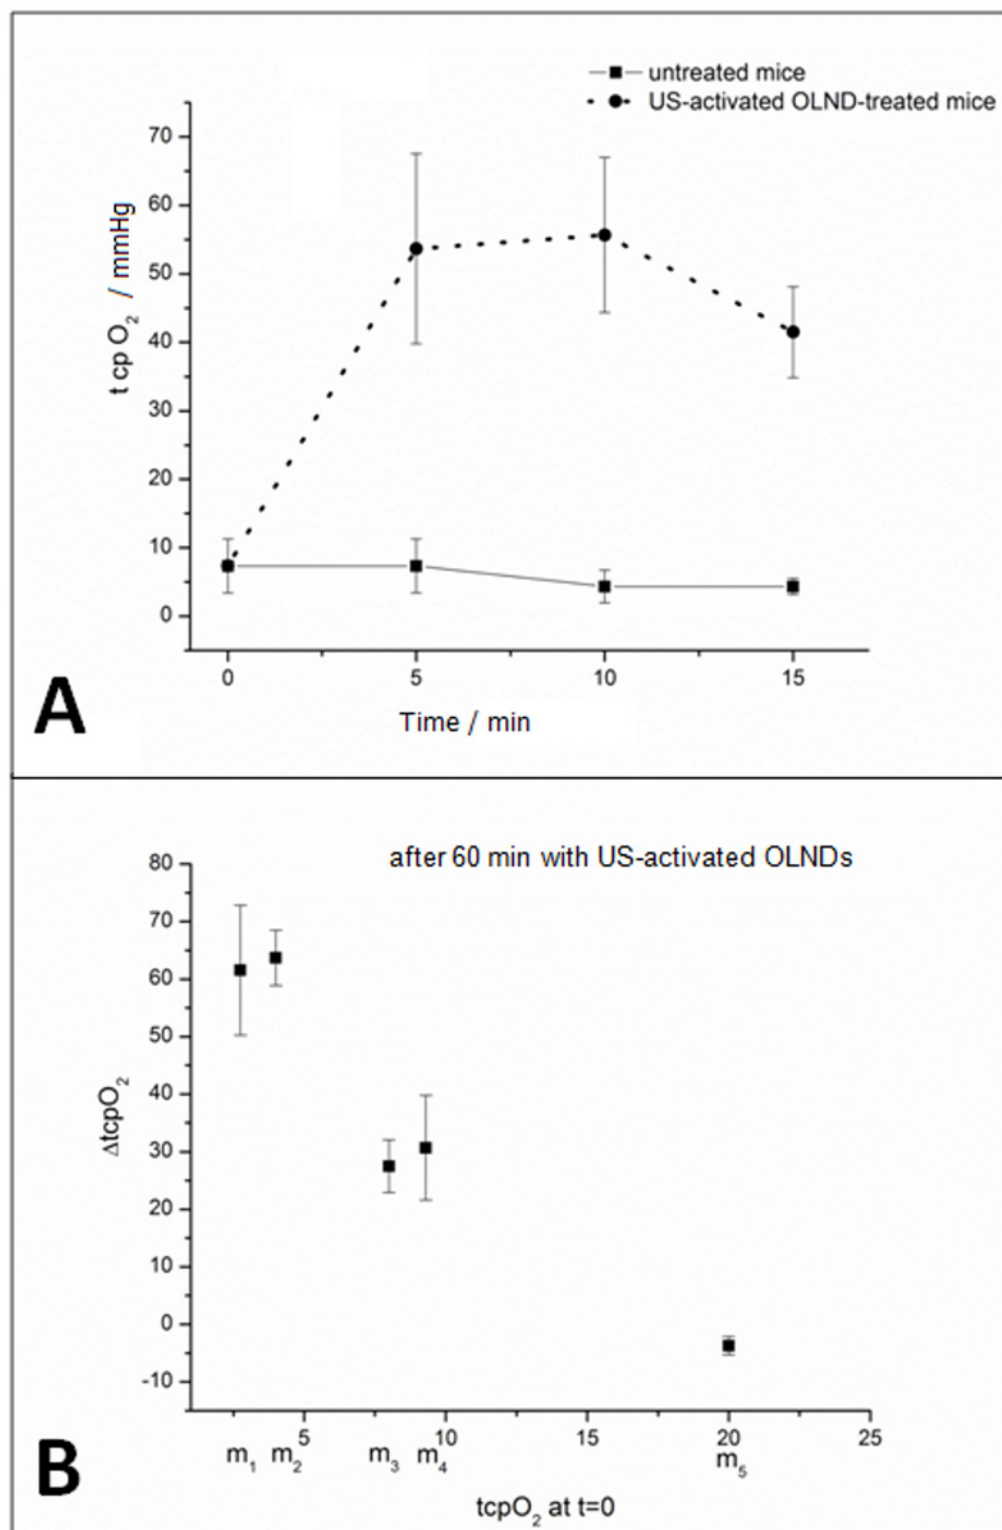 untreated mice
US-activated OLND-treated mice
70
60
50
40
30
20
10
0
t cp O₂ / mmHg
0 5 10 15
Time / min
A
after 60 min with US-activated OLNDs
80
70
60
50
40
30
20
10
0
-10
ΔtcpO₂
5 10 15 20 25
m₁ m₂ m₃ m₄ m₅
tcpO₂ at t=0
B